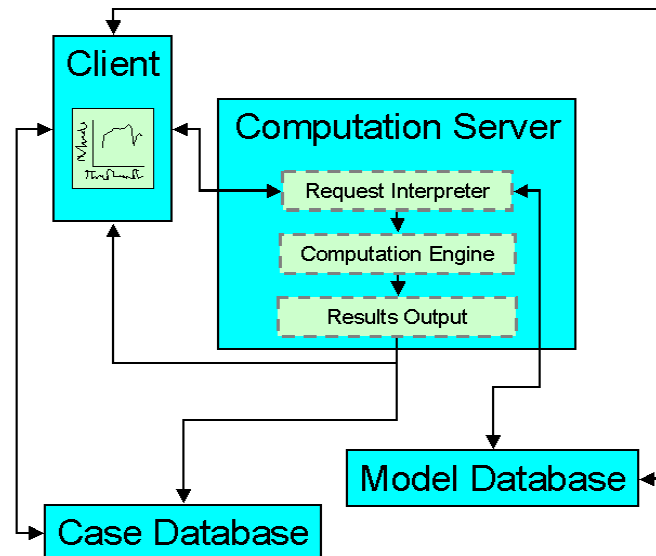 Client
Computation Server
Request Interpreter
Computation Engine
Results Output
Model Database
Case Database